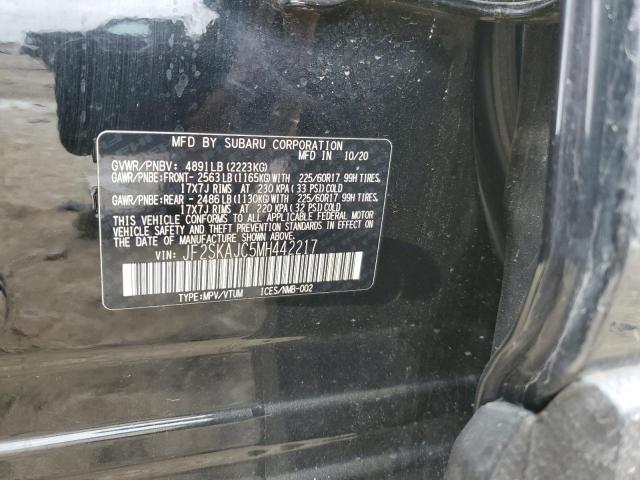 MFD BY SUBARU CORPORATION
GVWR/PNBV: 4891LB(2223KG) MFD IN 10/20
GAWR/PNBE:FRONT- 2563LB(1165KG)WITH 225/60R17 99H TIRES,
17X7J RIMS AT 230 KPA(33 PSI)COLD
GAWR/PNBE:REAR - 2486LB(1130KG)WITH 225/60R17 99H TIRES,
17X7J RIMS AT 220 KPA(32 PSI)COLD
THIS VEHICLE CONFORMS TO ALL APPLICABLE FEDERAL MOTOR
VEHICLE SAFETY STANDARDS IN EFFECT ON THE DATE OF
MANUFACTURE SHOWN ABOVE.
VIN: JF2SKAJC5MH442217
TYPE:MPV/VTUM ICES/NMB-002